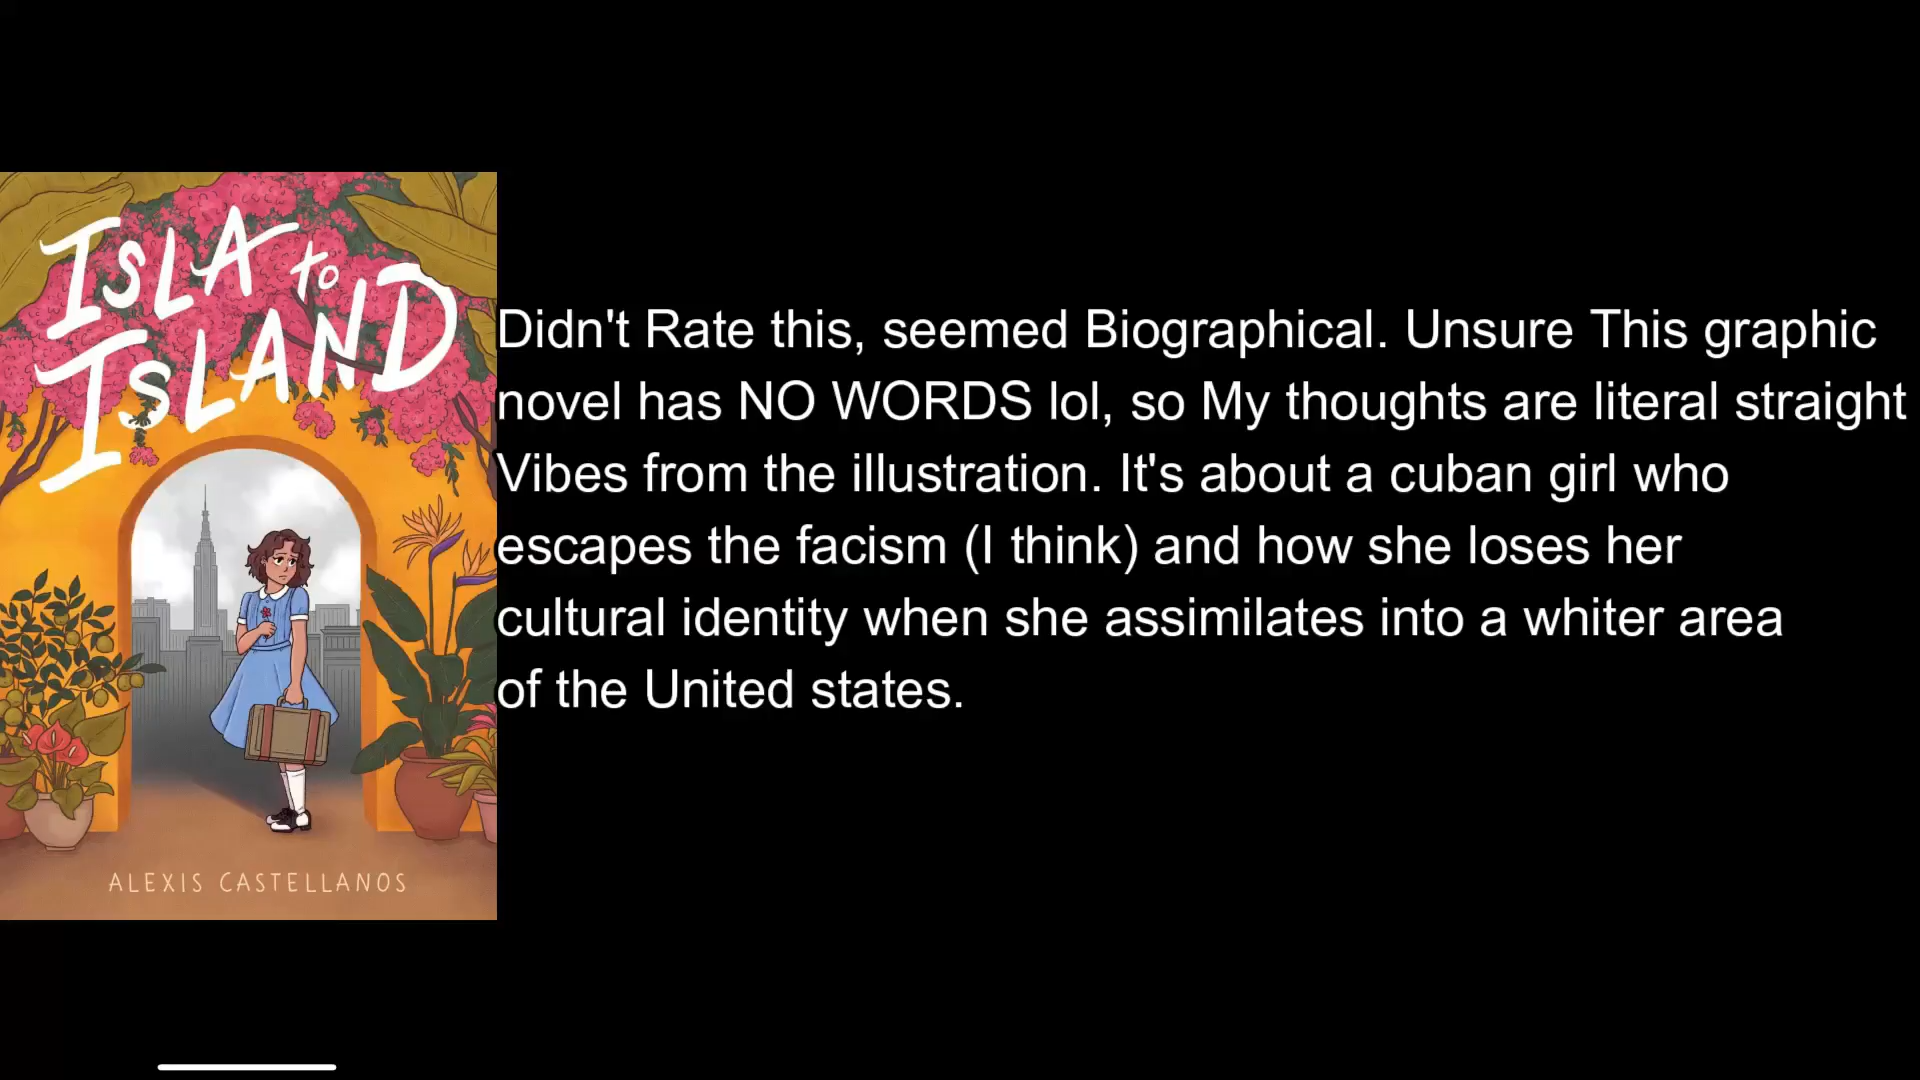 ISLA to
ISLAND
ALEXIS CASTELLANOS
Didn't Rate this, seemed Biographical. Unsure This graphic
novel has NO WORDS lol, so My thoughts are literal straight
Vibes from the illustration. It's about a cuban girl who
escapes the facism (I think) and how she loses her
cultural identity when she assimilates into a whiter area
of the United states.